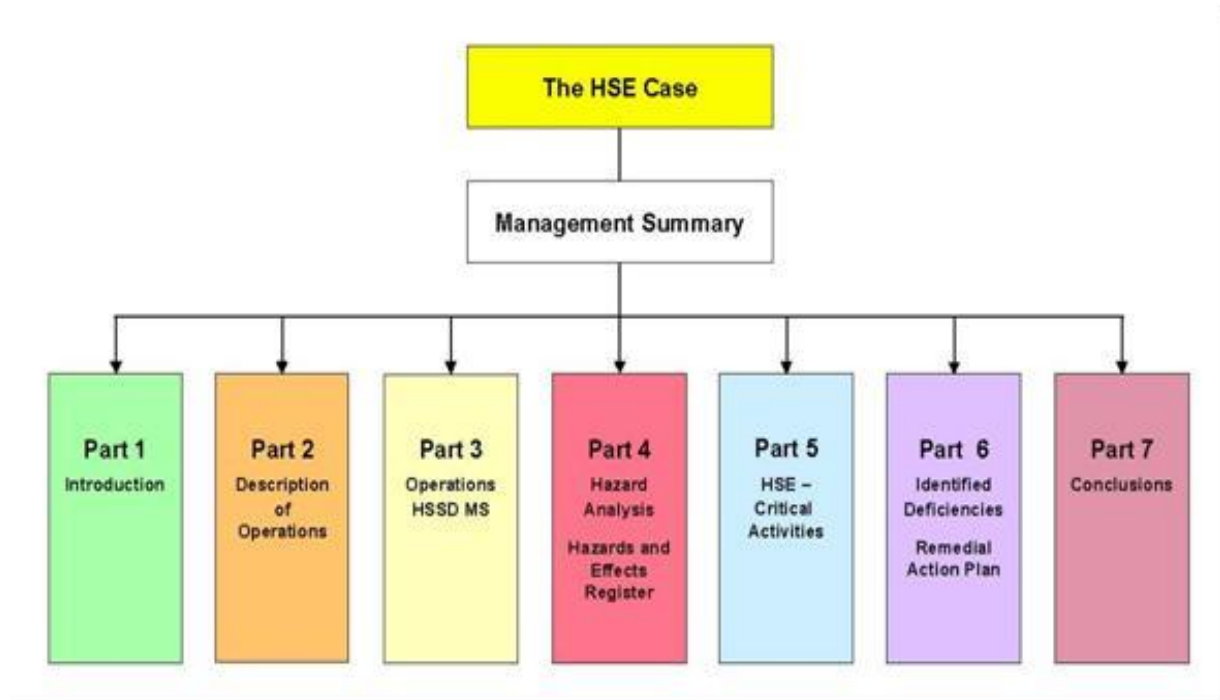 The HSE Case
Management Summary
Part 1
Introduction
Part 2
Description
of
Operations
Part 3
Operations
HSSD MS
Part 4
Hazard
Analysis
Hazards and
Effects
Register
Part 5
HSE –
Critical
Activities
Part 6
Identified
Deficiencies
Remedial
Action Plan
Part 7
Conclusions